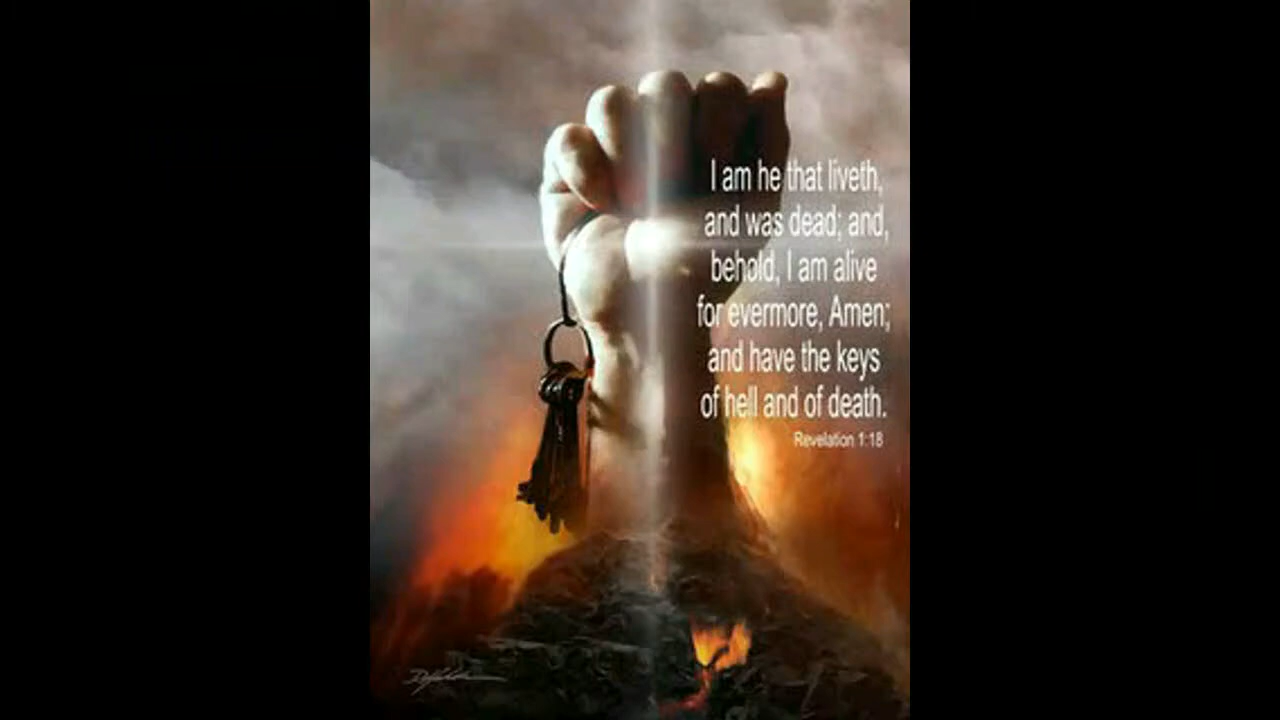 I am he that liveth,
and was dead; and,
behold, I am alive
for evermore, Amen;
and have the keys
of hell and of death.
Revelation 1:18